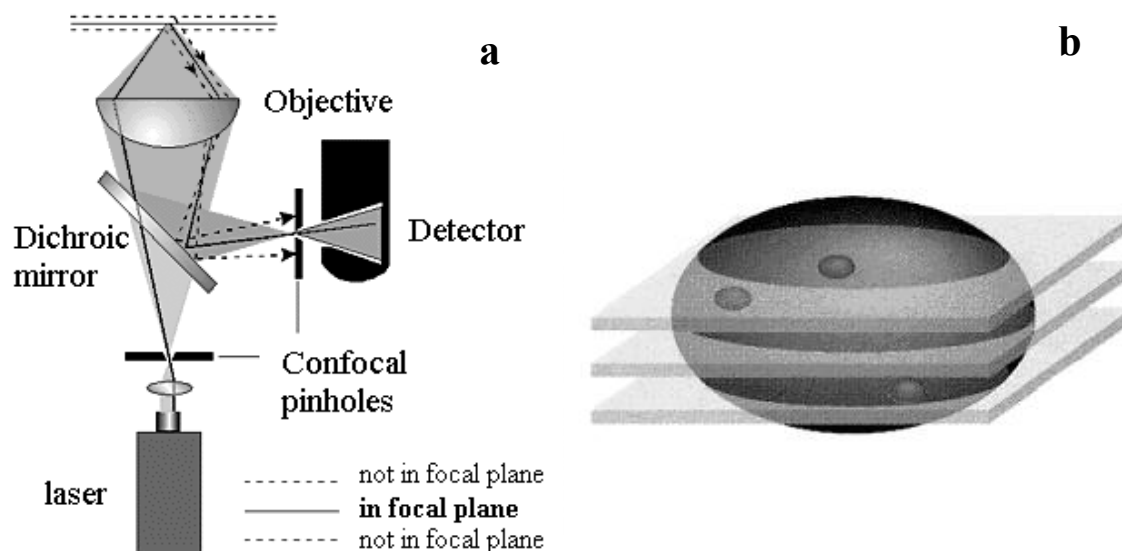 a
b
Objective
Dichroic
mirror
Detector
Confocal
pinholes
laser
not in focal plane
in focal plane
not in focal plane